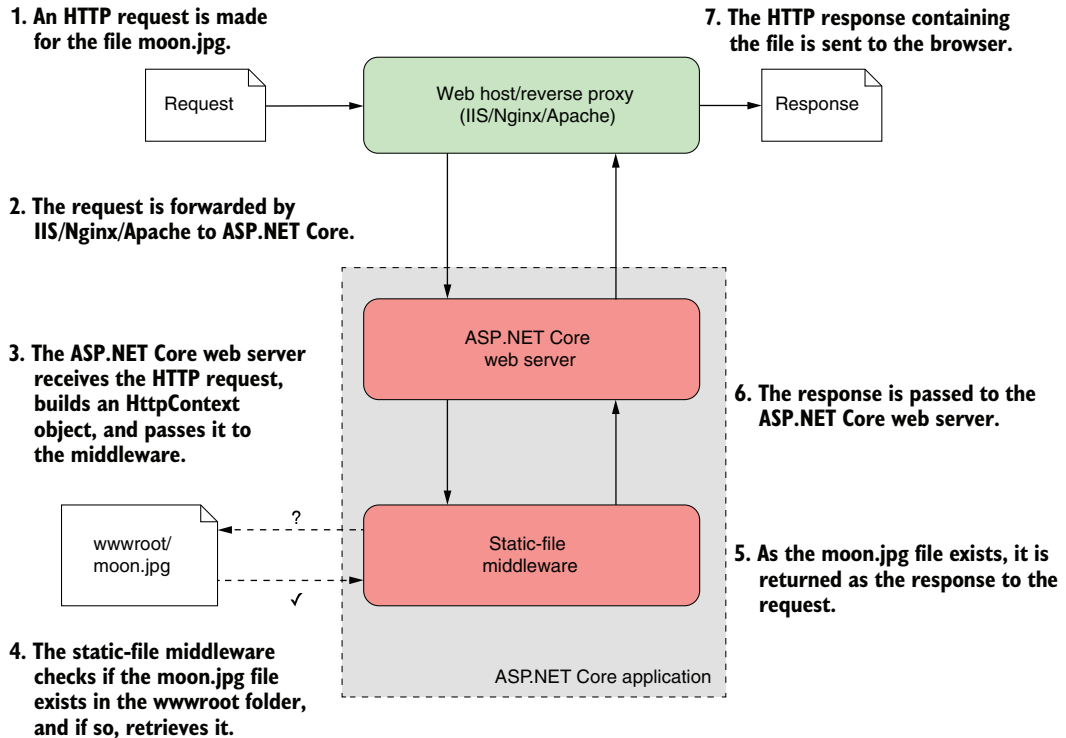 1. An HTTP request is made
for the file moon.jpg.
7. The HTTP response containing
the file is sent to the browser.
Request
Web host/reverse proxy
(IIS/Nginx/Apache)
Response
2. The request is forwarded by
IIS/Nginx/Apache to ASP.NET Core.
ASP.NET Core
web server
3. The ASP.NET Core web server
receives the HTTP request,
builds an HttpContext
object, and passes it to
the middleware.
6. The response is passed to the
ASP.NET Core web server.
?
wwwroot/
moon.jpg
Static-file
middleware
✓
5. As the moon.jpg file exists, it is
returned as the response to the
request.
4. The static-file middleware
checks if the moon.jpg file
exists in the wwwroot folder,
and if so, retrieves it.
ASP.NET Core application